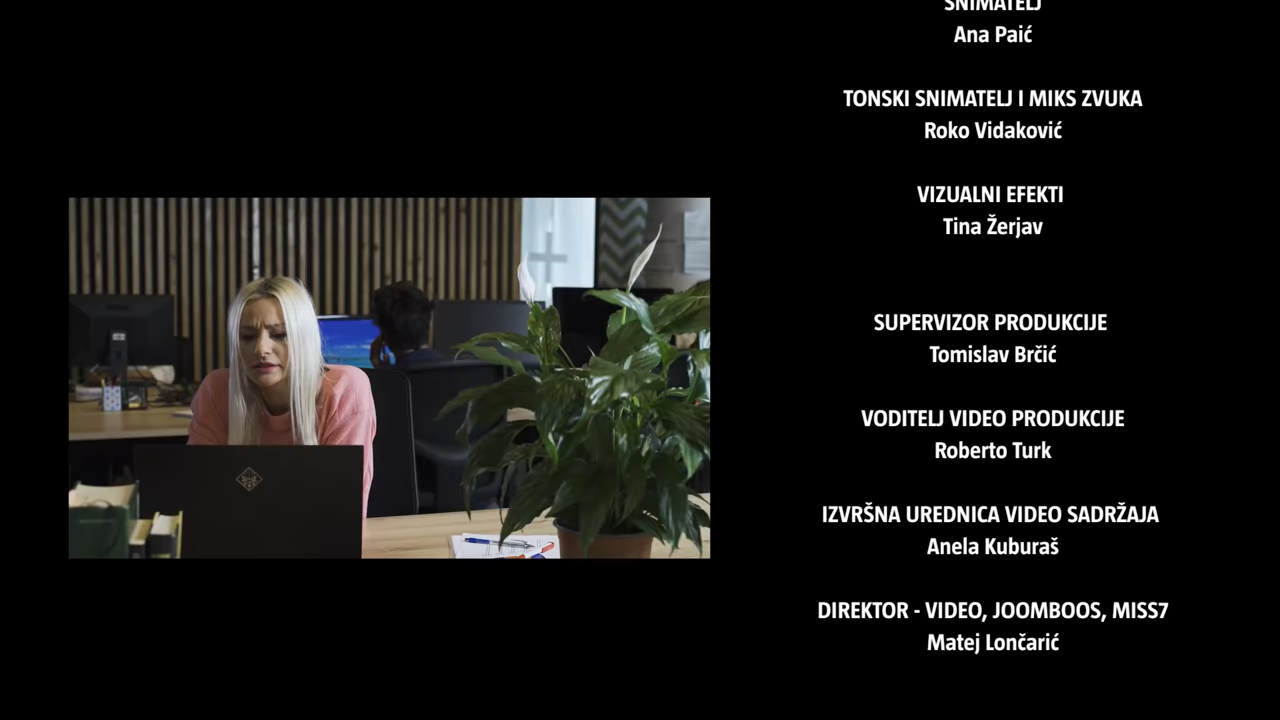 SNIMATELJ
Ana Paić
TONSKI SNIMATELJ I MIKS ZVUKA
Roko Vidaković
VIZUALNI EFEKTI
Tina Žerjav
SUPERVIZOR PRODUKCIJE
Tomislav Brčić
VODITELJ VIDEO PRODUKCIJE
Roberto Turk
IZVRŠNA UREDNICA VIDEO SADRŽAJA
Anela Kuburaš
DIREKTOR - VIDEO, JOOMBOOS, MISS7
Matej Lončarić